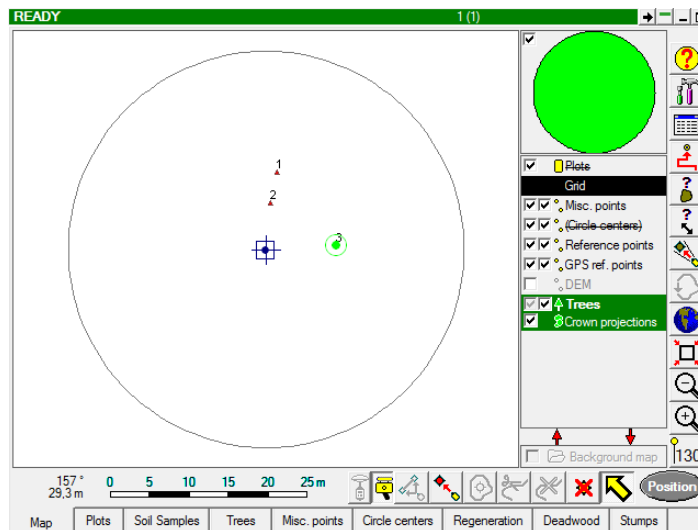 READY 1 (1)
Plots
Grid
Misc. points
(Circle centers)
Reference points
GPS ref. points
DEM
Trees
Crown projections
1
2
3
Background map
130
157 °
29,3 m
0 5 10 15 20 25 m
Position
Map Plots Soil Samples Trees Misc. points Circle centers Regeneration Deadwood Stumps